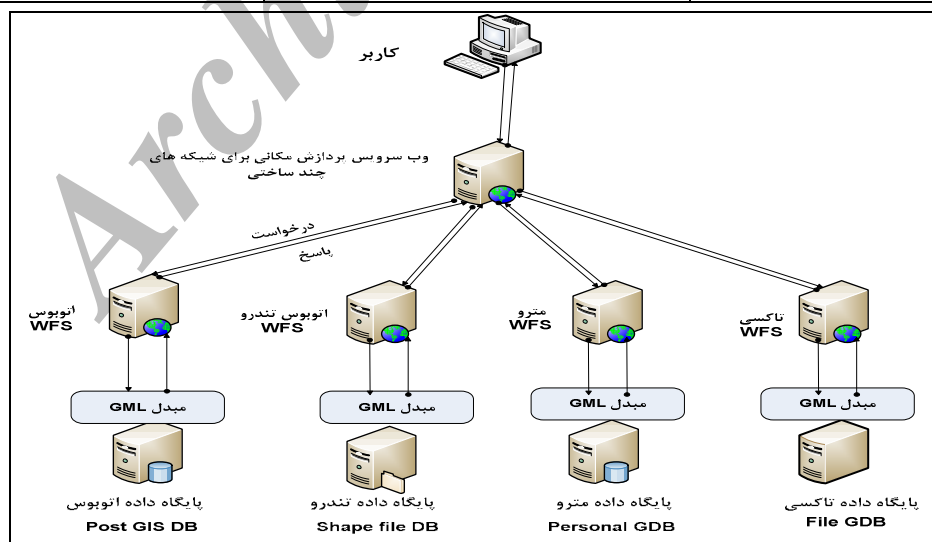 کاربر
وب سرویس پردازش مکانی برای شبکه های
چند ساختی
درخواست
پاسخ
اتوبوس
WFS
اتوبوس تندرو
WFS
مترو
WFS
تاکسی
WFS
مبدل GML
مبدل GML
مبدل GML
مبدل GML
پایگاه داده اتوبوس
Post GIS DB
پایگاه داده تندرو
Shape file DB
پایگاه داده مترو
Personal GDB
پایگاه داده تاکسی
File GDB
Arch